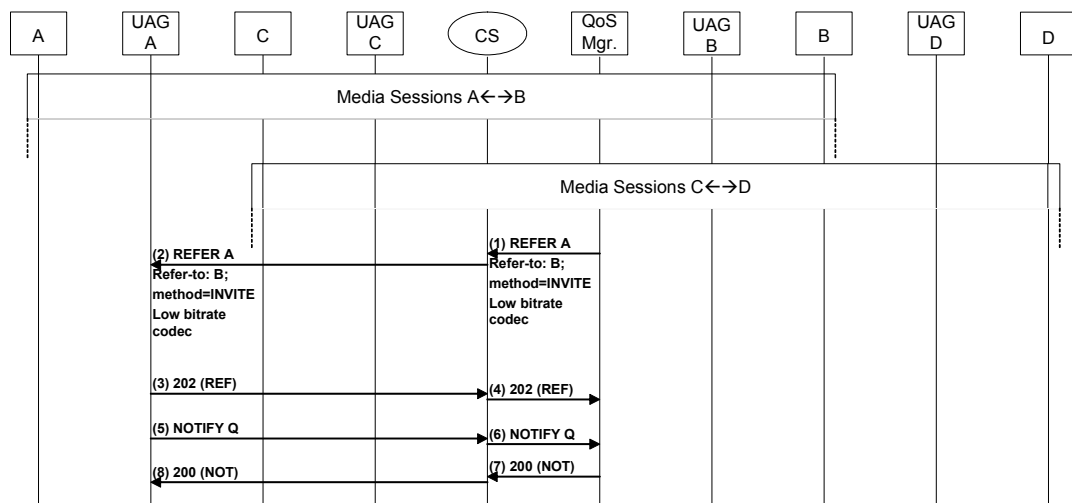 A
UAG
A
C
UAG
C
CS
QoS
Mgr.
UAG
B
B
UAG
D
D
Media Sessions A←→B
Media Sessions C←→D
(1) REFER A
Refer-to: B;
method=INVITE
Low bitrate
codec
(2) REFER A
Refer-to: B;
method=INVITE
Low bitrate
codec
(3) 202 (REF)
(4) 202 (REF)
(5) NOTIFY Q
(6) NOTIFY Q
(7) 200 (NOT)
(8) 200 (NOT)